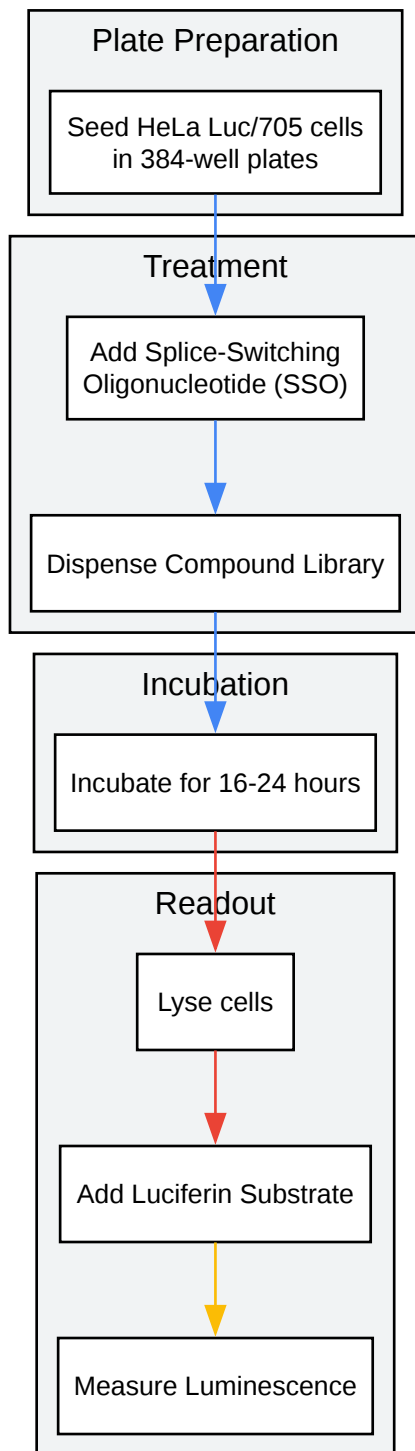 Plate Preparation
Seed HeLa Luc/705 cells
in 384-well plates
Treatment
Add Splice-Switching
Oligonucleotide (SSO)
Dispense Compound Library
Incubation
Incubate for 16-24 hours
Readout
Lyse cells
Add Luciferin Substrate
Measure Luminescence